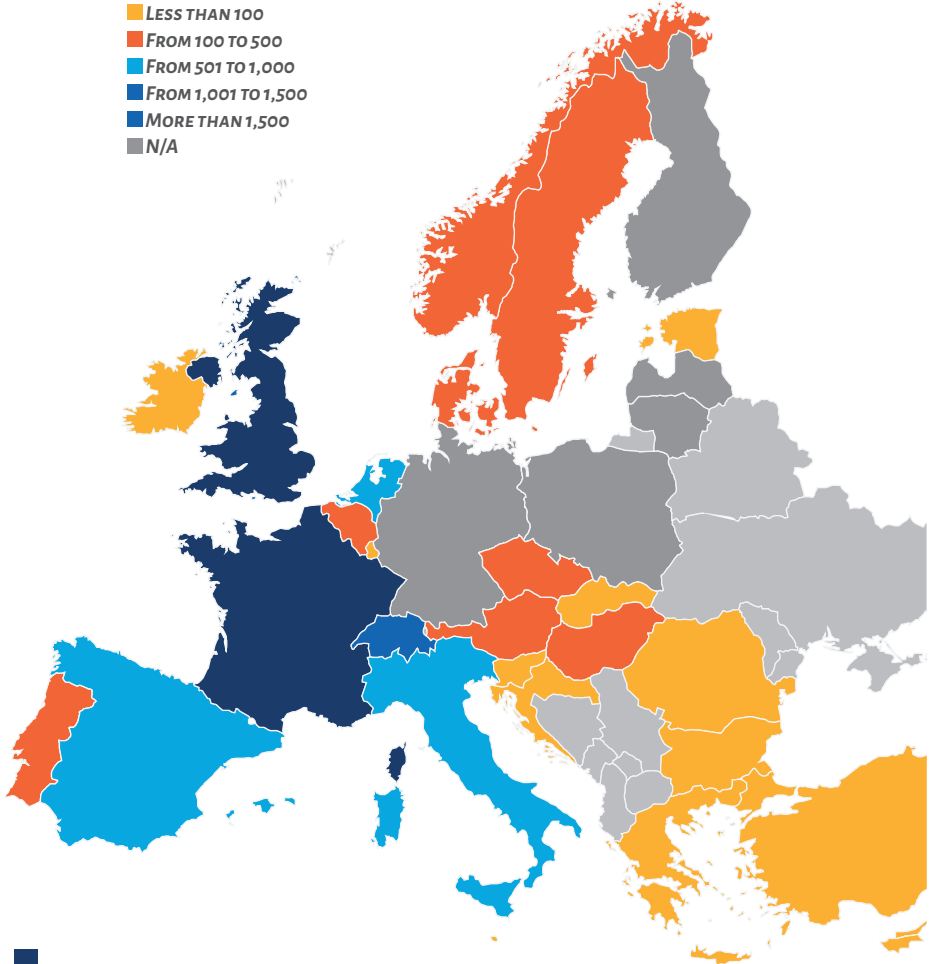 Less than 100
From 100 to 500
From 501 to 1,000
From 1,001 to 1,500
More than 1,500
N/A